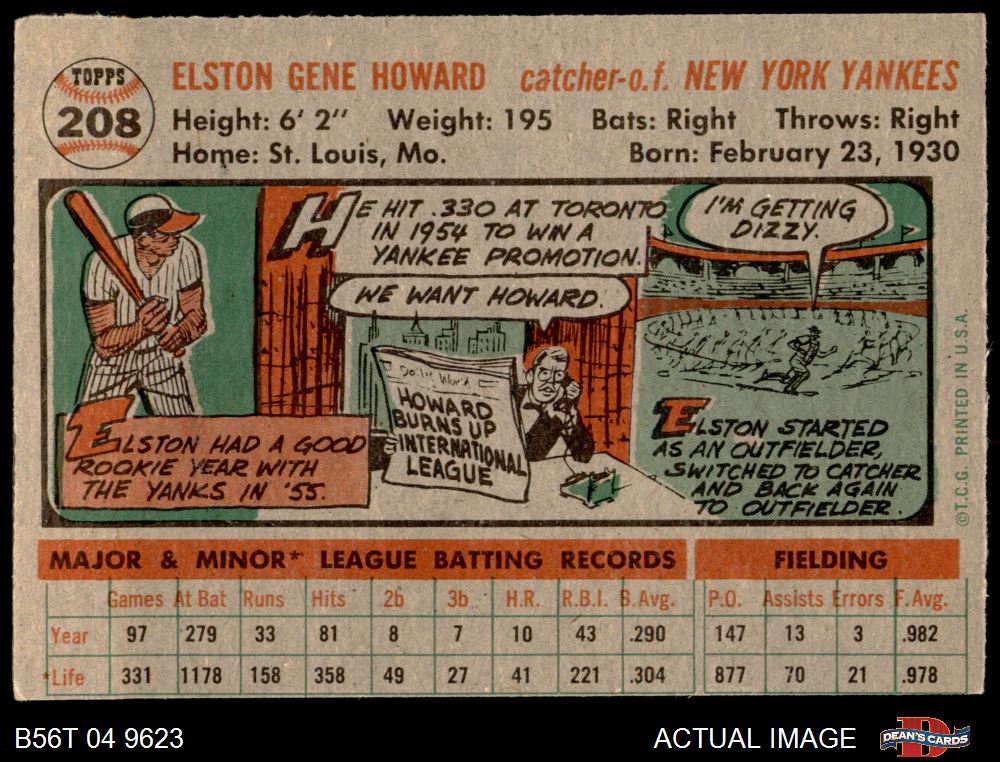 TOPPS
208
ELSTON GENE HOWARD catcher-o.f. NEW YORK YANKEES
Height: 6' 2" Weight: 195 Bats: Right Throws: Right
Home: St. Louis, Mo. Born: February 23, 1930
HE HIT .330 AT TORONTO
IN 1954 TO WIN A
YANKEE PROMOTION.
WE WANT HOWARD.
Daily World
HOWARD
BURNS UP
INTERNATIONAL
LEAGUE
ELSTON HAD A GOOD
ROOKIE YEAR WITH
THE YANKS IN '55.
I'M GETTING
DIZZY.
ELSTON STARTED
AS AN OUTFIELDER,
SWITCHED TO CATCHER
AND BACK AGAIN
TO OUTFIELDER.
©T.C.G. PRINTED IN U.S.A.
MAJOR & MINOR* LEAGUE BATTING RECORDS FIELDING
Games At Bat Runs Hits 2b 3b H.R. R.B.I. B.Avg. P.O. Assists Errors F.Avg.
Year 97 279 33 81 8 7 10 43 .290 147 13 3 .982
*Life 331 1178 158 358 49 27 41 221 .304 877 70 21 .978
B56T 04 9623 ACTUAL IMAGE
D
DEAN'S CARDS